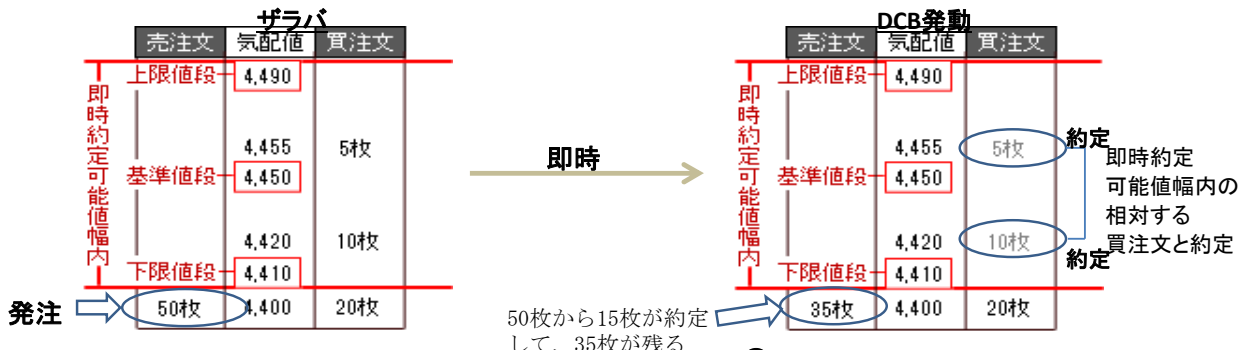 ザラバ
売注文 気配値 買注文
上限値段 4,490
4,455 5枚
基準値段 4,450
4,420 10枚
下限値段 4,410
即時約定可能値幅内
発注 50枚 4,400 20枚
即時
DCB発動
売注文 気配値 買注文
上限値段 4,490
4,455 5枚 約定
基準値段 4,450
4,420 10枚 約定
下限値段 4,410
即時約定可能値幅内
35枚 4,400 20枚
即時約定
可能値幅内の
相対する
買注文と約定
50枚から15枚が約定
して、35枚が残る